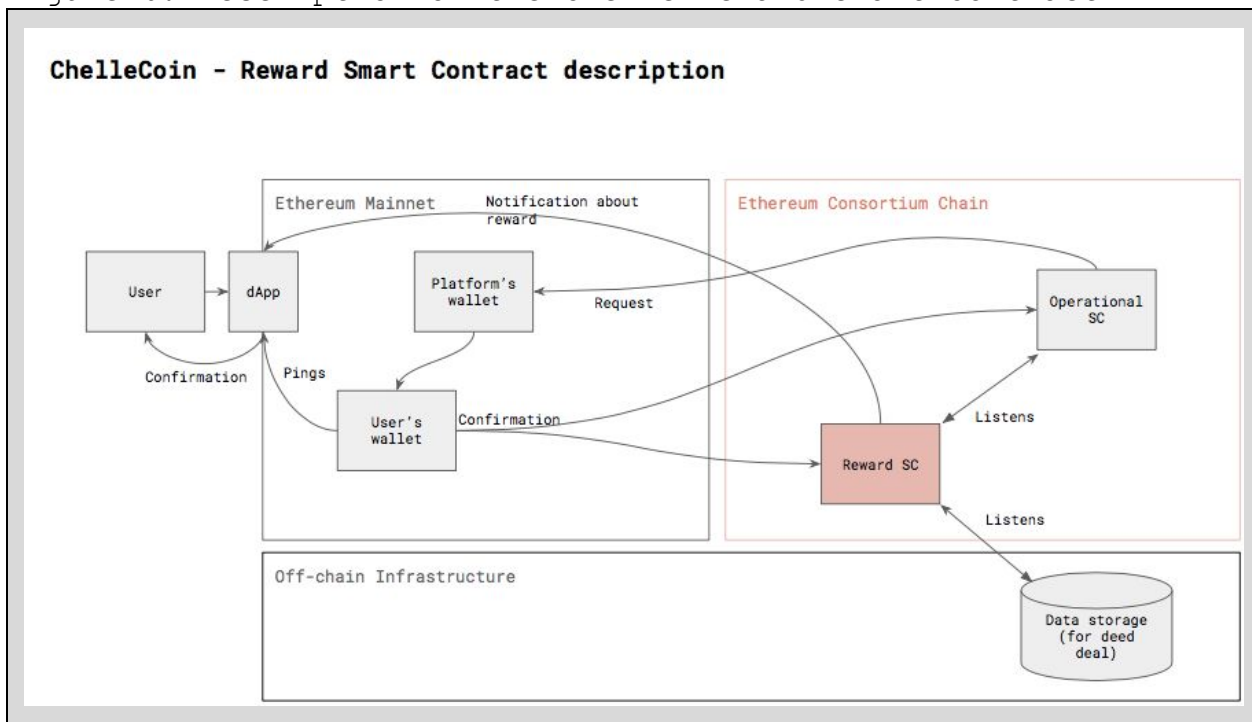 ChelleCoin - Reward Smart Contract description
Ethereum Mainnet
Notification about
reward
Ethereum Consortium Chain
User
dApp
Platform's
wallet
Request
Operational
SC
Confirmation
Pings
User's
wallet
Confirmation
Listens
Reward SC
Listens
Off-chain Infrastructure
Data storage
(for deed
deal)